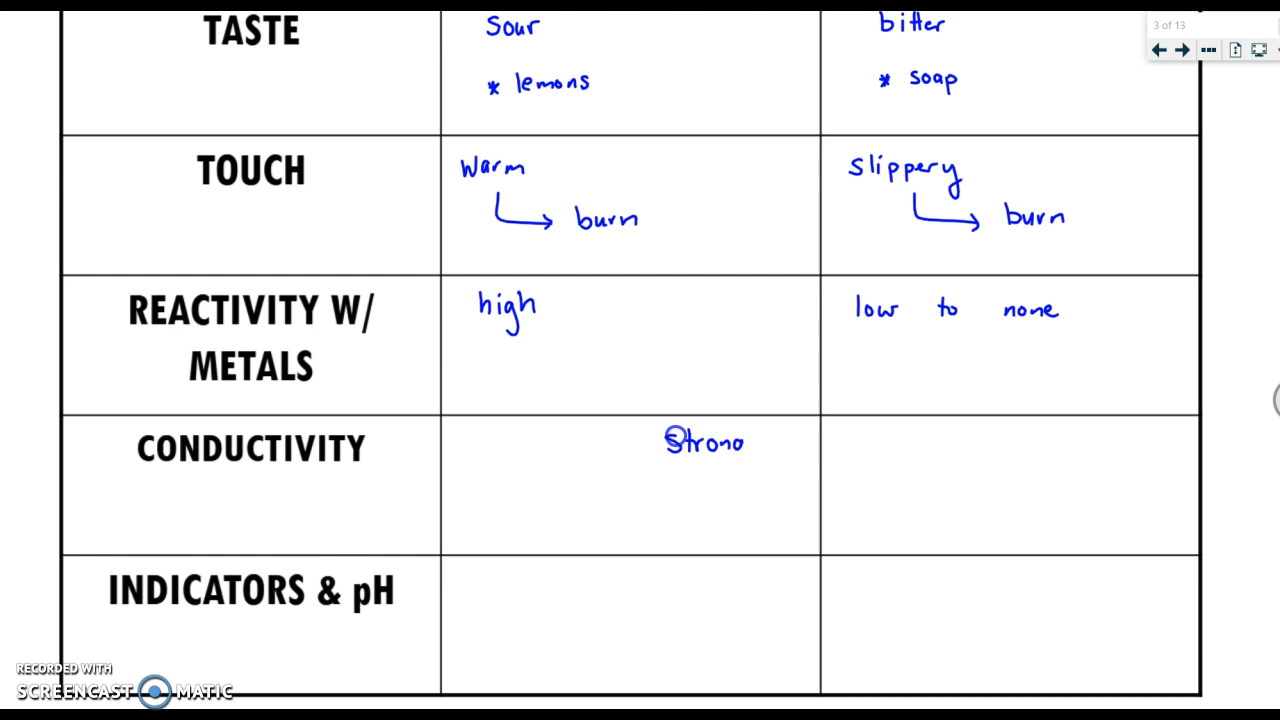 3 of 13
TASTE
sour
* lemons
bitter
* soap
TOUCH
warm
burn
slippery
burn
REACTIVITY W/
METALS
high
low to none
CONDUCTIVITY
Strong
INDICATORS & pH
RECORDED WITH
SCREENCAST MATIC